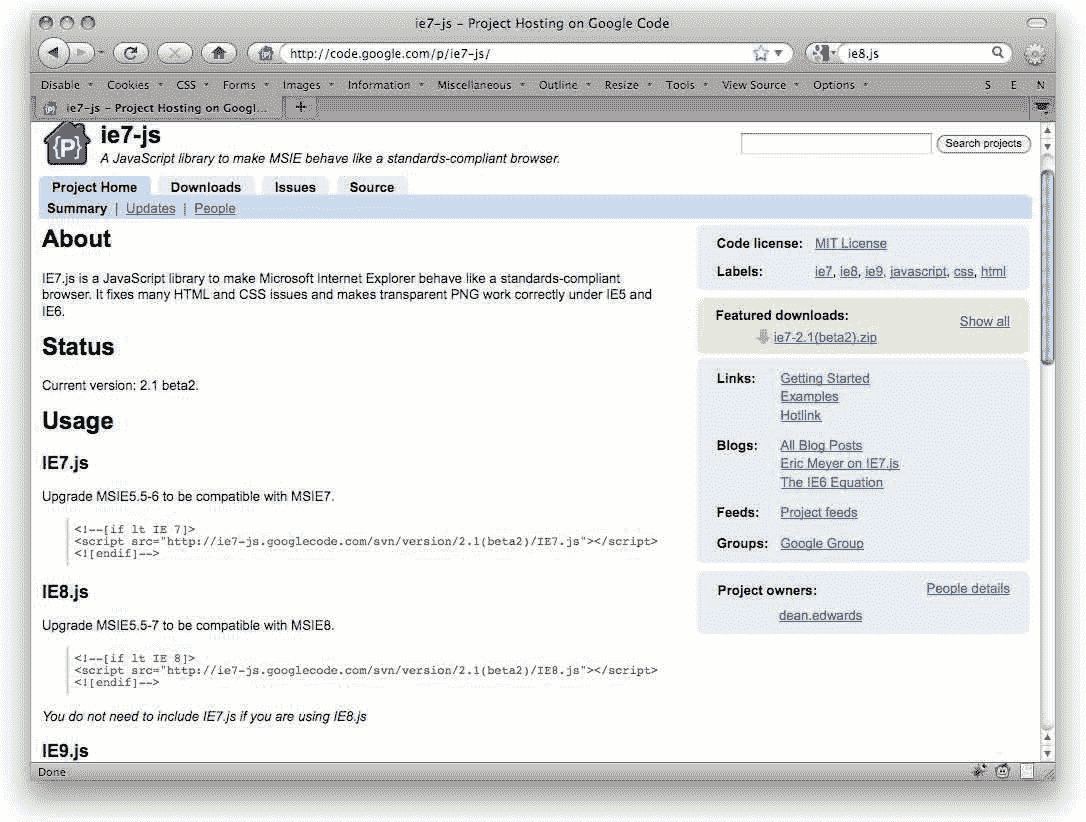 ie7-js – Project Hosting on Google Code
http://code.google.com/p/ie7-js/
ie8.js
Disable Cookies CSS Forms Images Information Miscellaneous Outline Resize Tools View Source Options S E N
ie7-js – Project Hosting on Googl...
{P}
ie7-js
A JavaScript library to make MSIE behave like a standards-compliant browser.
Search projects
Project Home Downloads Issues Source
Summary | Updates | People
About
IE7.js is a JavaScript library to make Microsoft Internet Explorer behave like a standards-compliant
browser. It fixes many HTML and CSS issues and makes transparent PNG work correctly under IE5 and
IE6.
Status
Current version: 2.1 beta2.
Usage
IE7.js
Upgrade MSIE5.5-6 to be compatible with MSIE7.
<!--[if lt IE 7]>
<script src="http://ie7-js.googlecode.com/svn/version/2.1(beta2)/IE7.js"></script>
<![endif]-->
IE8.js
Upgrade MSIE5.5-7 to be compatible with MSIE8.
<!--[if lt IE 8]>
<script src="http://ie7-js.googlecode.com/svn/version/2.1(beta2)/IE8.js"></script>
<![endif]-->
You do not need to include IE7.js if you are using IE8.js
IE9.js
Code license: MIT License
Labels: ie7, ie8, ie9, javascript, css, html
Featured downloads: Show all
ie7-2.1(beta2).zip
Links: Getting Started
Examples
Hotlink
Blogs: All Blog Posts
Eric Meyer on IE7.js
The IE6 Equation
Feeds: Project feeds
Groups: Google Group
Project owners: People details
dean.edwards
Done